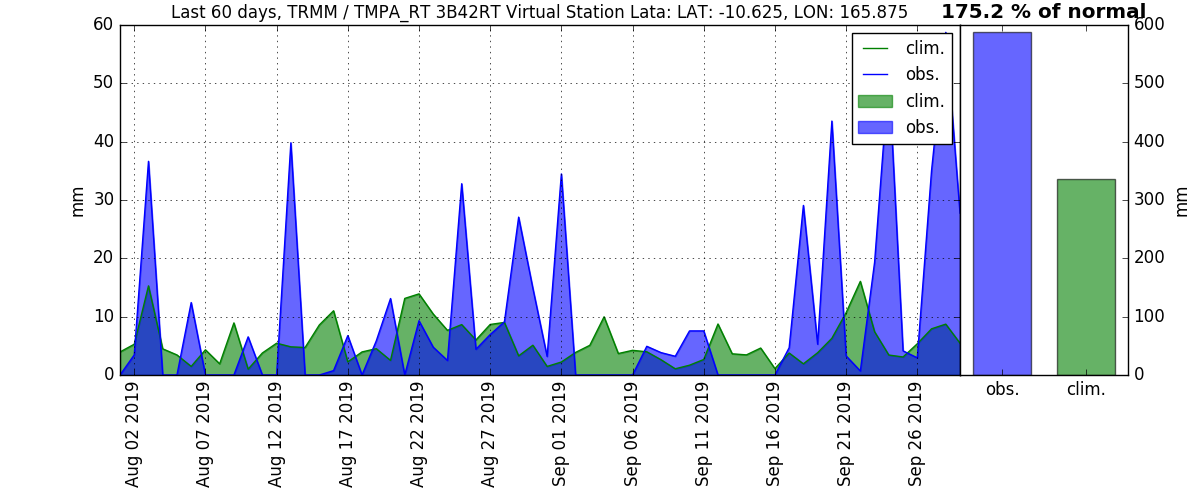 Last 60 days, TRMM / TMPA_RT 3B42RT Virtual Station Lata: LAT: -10.625, LON: 165.875
175.2 % of normal
60
50
40
30
20
10
0
mm
clim.
obs.
clim.
obs.
600
500
400
300
200
100
0
mm
Aug 02 2019
Aug 07 2019
Aug 12 2019
Aug 17 2019
Aug 22 2019
Aug 27 2019
Sep 01 2019
Sep 06 2019
Sep 11 2019
Sep 16 2019
Sep 21 2019
Sep 26 2019
obs.
clim.